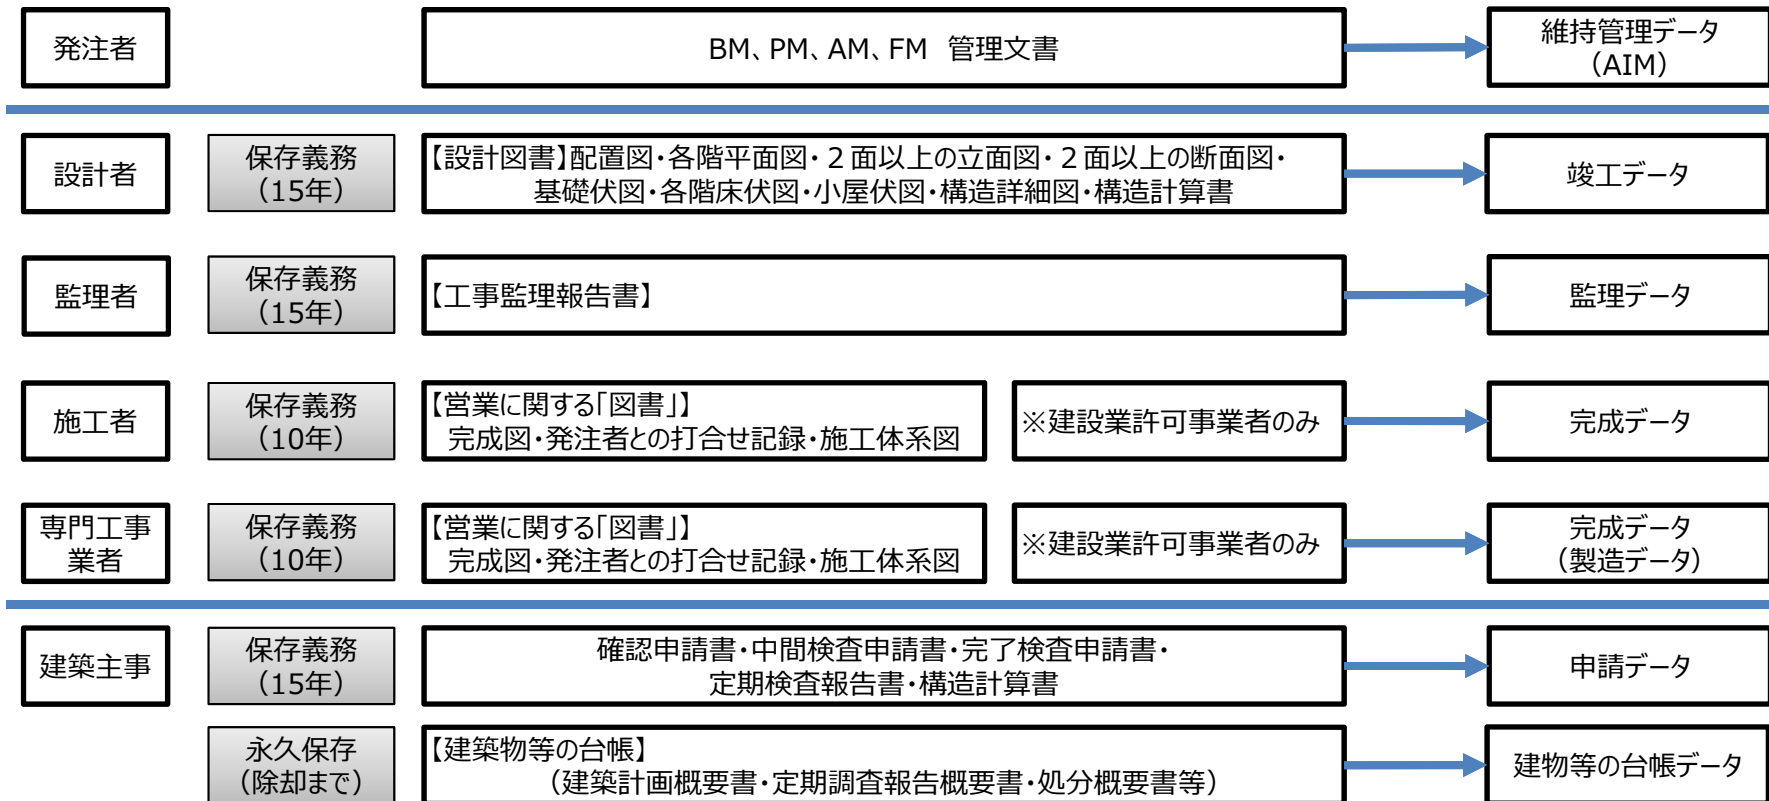 発注者
BM、PM、AM、FM　管理文書
維持管理データ
（AIM）
設計者
保存義務
（15年）
【設計図書】配置図・各階平面図・２面以上の立面図・２面以上の断面図・
基礎伏図・各階床伏図・小屋伏図・構造詳細図・構造計算書
竣工データ
監理者
保存義務
（15年）
【工事監理報告書】
監理データ
施工者
保存義務
（10年）
【営業に関する「図書」】
完成図・発注者との打合せ記録・施工体系図
※建設業許可事業者のみ
完成データ
専門工事
業者
保存義務
（10年）
【営業に関する「図書」】
完成図・発注者との打合せ記録・施工体系図
※建設業許可事業者のみ
完成データ
（製造データ）
建築主事
保存義務
（15年）
確認申請書・中間検査申請書・完了検査申請書・
定期検査報告書・構造計算書
申請データ
永久保存
（除却まで）
【建築物等の台帳】
（建築計画概要書・定期調査報告概要書・処分概要書等）
建物等の台帳データ